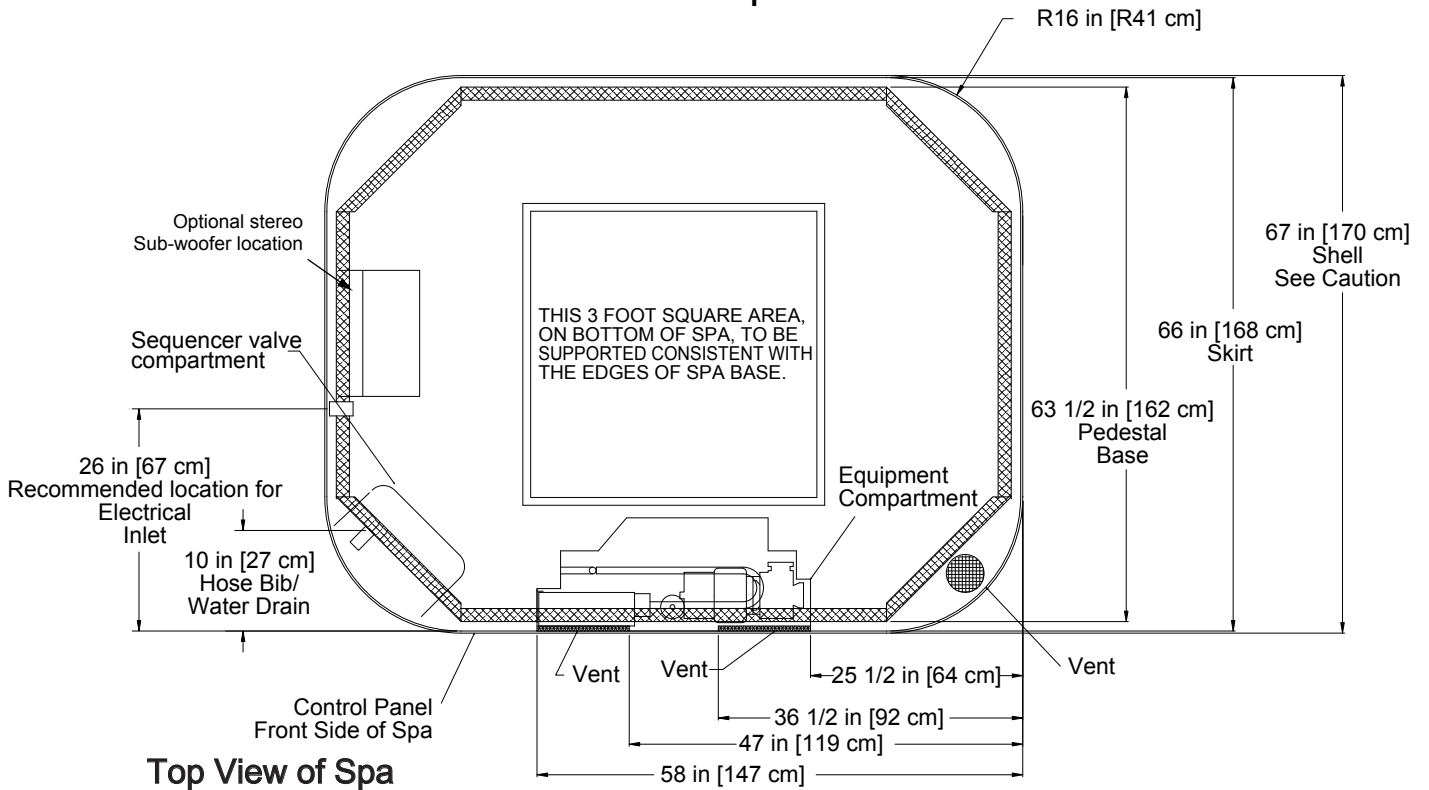 R16 in [R41 cm]
Optional stereo
Sub-woofer location
Sequencer valve
compartment
THIS 3 FOOT SQUARE AREA,
ON BOTTOM OF SPA, TO BE
SUPPORTED CONSISTENT WITH
THE EDGES OF SPA BASE.
67 in [170 cm]
Shell
See Caution
66 in [168 cm]
Skirt
63 1/2 in [162 cm]
Pedestal
Base
26 in [67 cm]
Recommended location for
Electrical
Inlet
Equipment
Compartment
10 in [27 cm]
Hose Bib/
Water Drain
Vent
Vent
Vent
25 1/2 in [64 cm]
Control Panel
Front Side of Spa
36 1/2 in [92 cm]
47 in [119 cm]
58 in [147 cm]
Top View of Spa